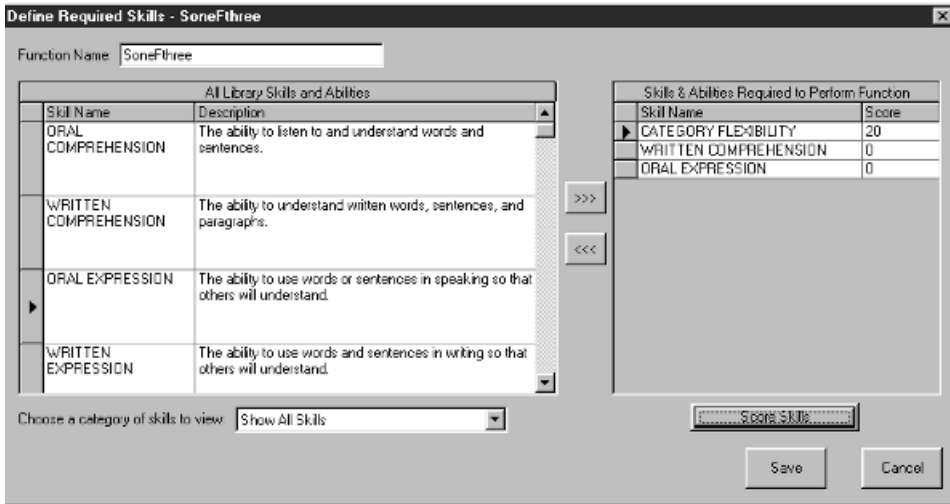 Define Required Skills - SoneFthree
Function Name: SoneFthree
All Library Skills and Abilities
Skill Name Description
ORAL The ability to listen to and understand words and
COMPREHENSION sentences.
WRITTEN The ability to understand written words, sentences, and
COMPREHENSION paragraphs.
ORAL EXPRESSION The ability to use words or sentences in speaking so that
others will understand.
WRITTEN The ability to use words and sentences in writing so that
EXPRESSION others will understand.
Choose a category of skills to view: Show All Skills
>>>
<<<
Skills & Abilities Required to Perform Function
Skill Name Score
CATEGORY FLEXIBILITY 20
WRITTEN COMPREHENSION 0
ORAL EXPRESSION 0
Score Skills
Save Cancel